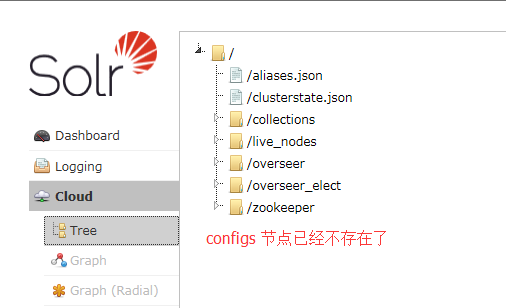 Solr
Dashboard
Logging
Cloud
Tree
Graph
Graph (Radial)
/
/aliases.json
/clusterstate.json
/collections
/live_nodes
/overseer
/overseer_elect
/zookeeper
configs 节点已经不存在了